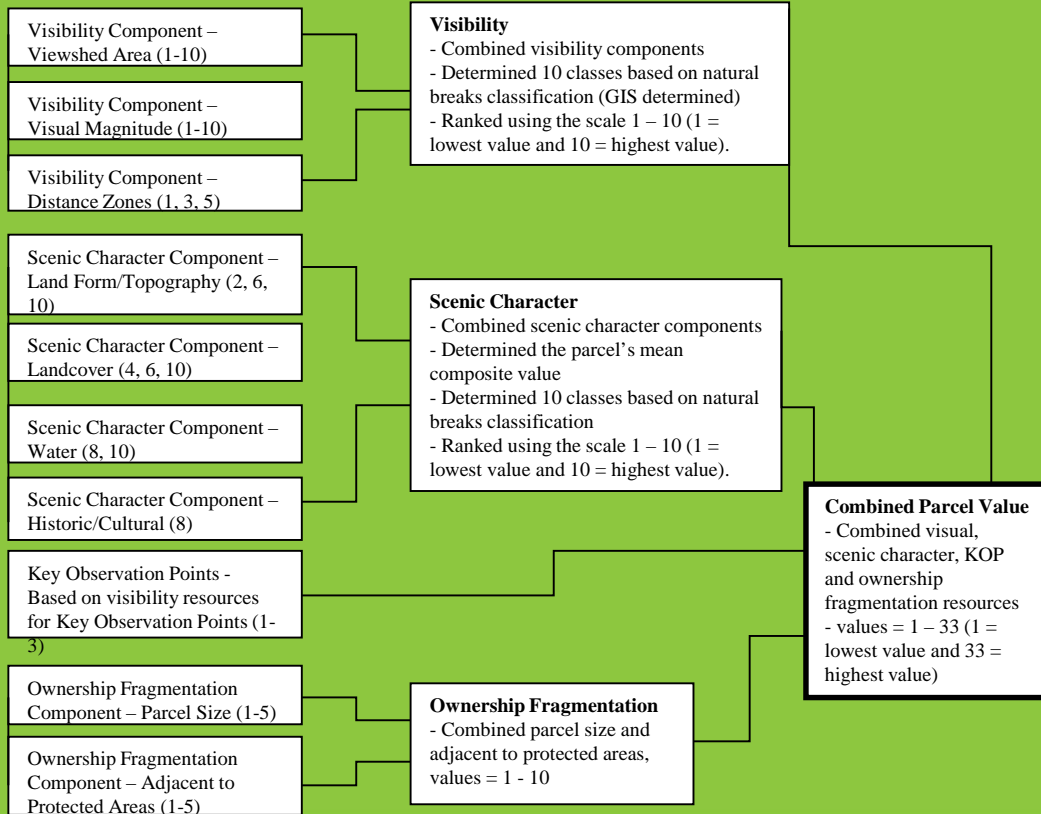 Visibility Component –
Viewshed Area (1-10)
Visibility Component –
Visual Magnitude (1-10)
Visibility Component –
Distance Zones (1, 3, 5)
Scenic Character Component –
Land Form/Topography (2, 6,
10)
Scenic Character Component –
Landcover (4, 6, 10)
Scenic Character Component –
Water (8, 10)
Scenic Character Component –
Historic/Cultural (8)
Key Observation Points -
Based on visibility resources
for Key Observation Points (1-
3)
Ownership Fragmentation
Component – Parcel Size (1-5)
Ownership Fragmentation
Component – Adjacent to
Protected Areas (1-5)
Visibility
- Combined visibility components
- Determined 10 classes based on natural
breaks classification (GIS determined)
- Ranked using the scale 1 – 10 (1 =
lowest value and 10 = highest value).
Scenic Character
- Combined scenic character components
- Determined the parcel's mean
composite value
- Determined 10 classes based on natural
breaks classification
- Ranked using the scale 1 – 10 (1 =
lowest value and 10 = highest value).
Ownership Fragmentation
- Combined parcel size and
adjacent to protected areas,
values = 1 - 10
Combined Parcel Value
- Combined visual,
scenic character, KOP
and ownership
fragmentation resources
- values = 1 – 33 (1 =
lowest value and 33 =
highest value)